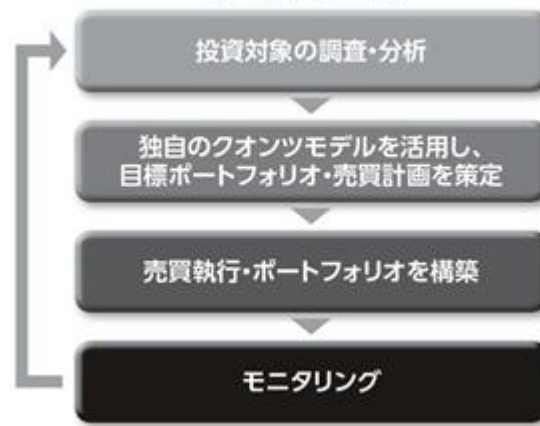 投資対象の調査・分析
独自のクオンツモデルを活用し、
目標ポートフォリオ・売買計画を策定
売買執行・ポートフォリオを構築
モニタリング